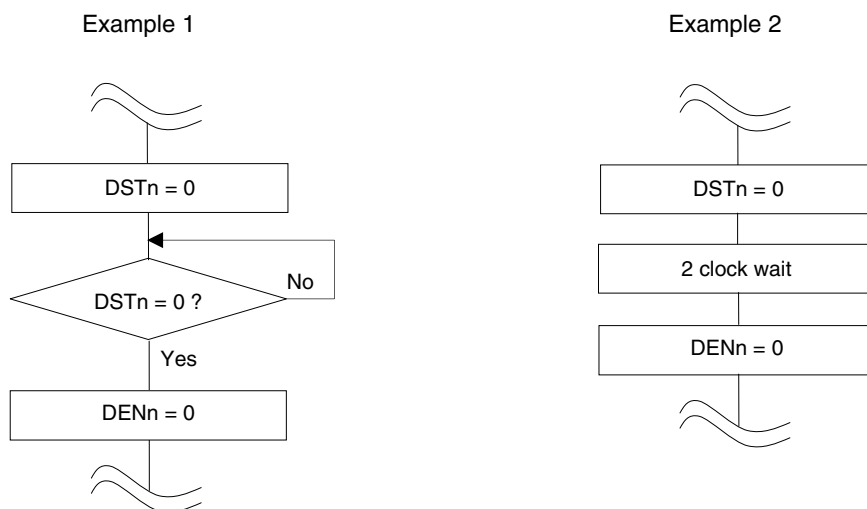 Example 1
DSTn = 0
DSTn = 0 ?
No
Yes
DENn = 0
Example 2
DSTn = 0
2 clock wait
DENn = 0